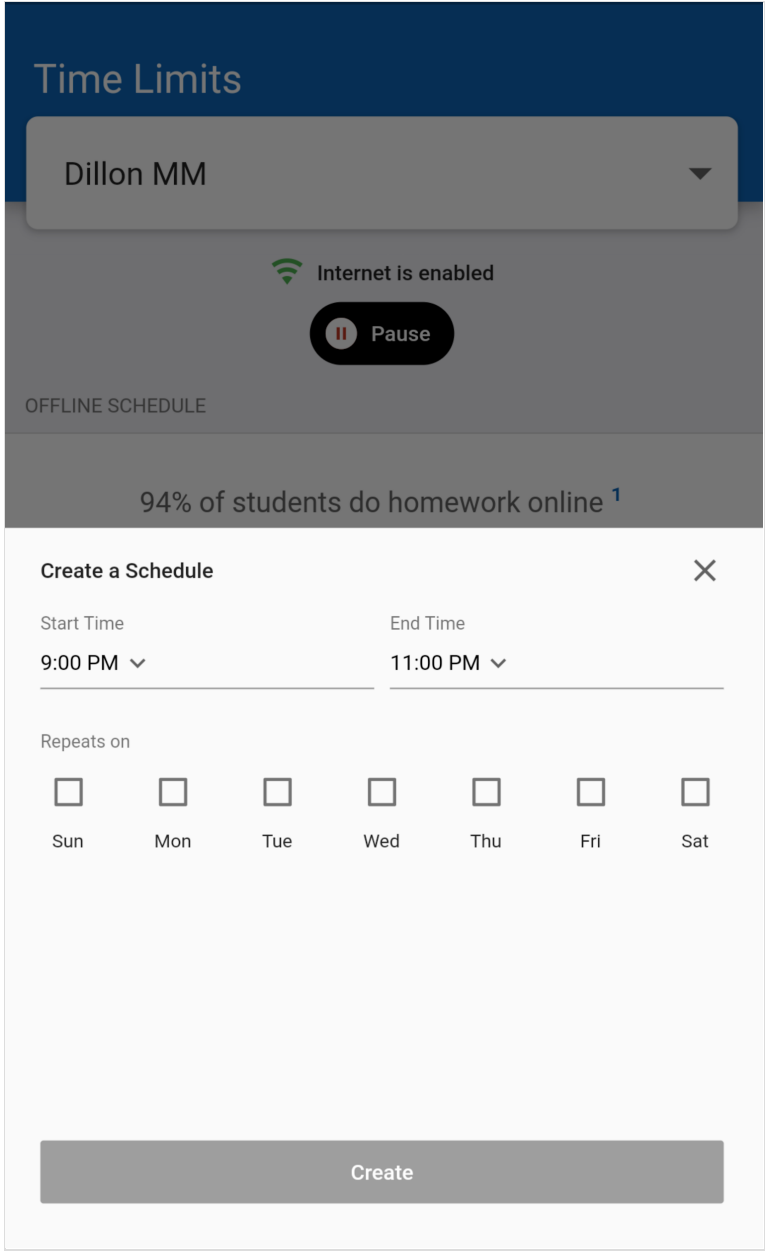 Time Limits
Dillon MM
Internet is enabled
Pause
OFFLINE SCHEDULE
94% of students do homework online 1
Create a Schedule
Start Time End Time
9:00 PM 11:00 PM
Repeats on
Sun Mon Tue Wed Thu Fri Sat
Create